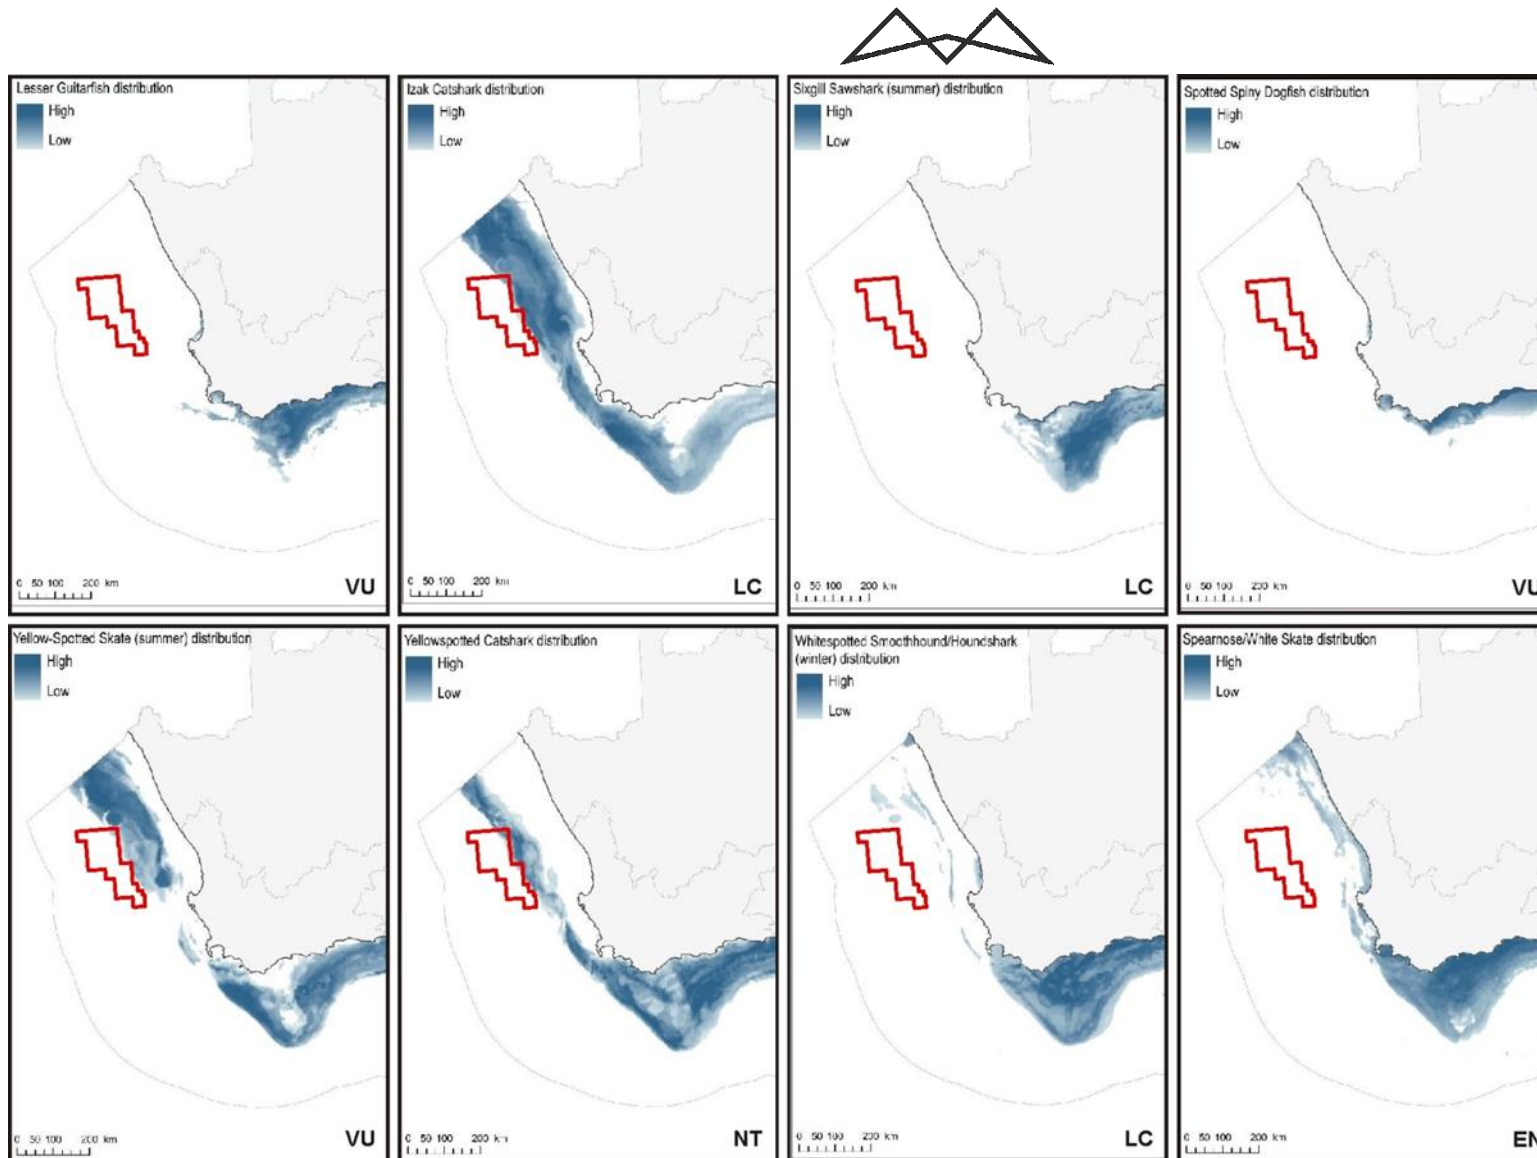 Lesser Guitarfish distribution
High
Low
0 50 100 200 km
VU
Izak Catshark distribution
High
Low
0 50 100 200 km
LC
Sixgill Sawshark (summer) distribution
High
Low
0 50 100 200 km
LC
Spotted Spiny Dogfish distribution
High
Low
0 50 100 200 km
VU
Yellow-Spotted Skate (summer) distribution
High
Low
0 50 100 200 km
VU
Yellowspotted Catshark distribution
High
Low
0 50 100 200 km
NT
Whitespotted Smoothhound/Houndshark
(winter) distribution
High
Low
0 50 100 200 km
LC
Spearnose/White Skate distribution
High
Low
0 50 100 200 km
EN